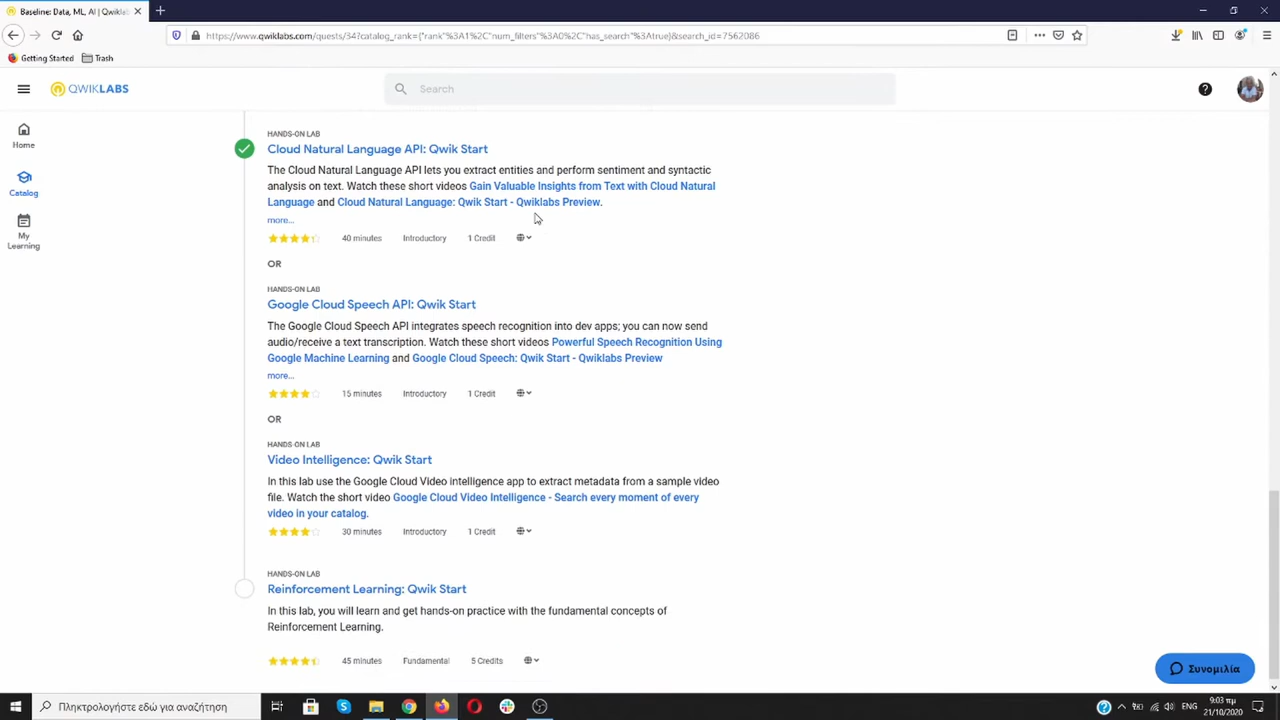 Baseline: Data, ML, AI | Qwiklab
https://www.qwiklabs.com/quests/34?catalog_rank={"rank"%3A1%2C"num_filters"%3A0%2C"has_search"%3Atrue}&search_id=7562086
Getting Started
Trash
QWIKLABS
Search
Home
Catalog
My
Learning
HANDS-ON LAB
Cloud Natural Language API: Qwik Start
The Cloud Natural Language API lets you extract entities and perform sentiment and syntactic
analysis on text. Watch these short videos Gain Valuable Insights from Text with Cloud Natural
Language and Cloud Natural Language: Qwik Start - Qwiklabs Preview.
more...
40 minutes Introductory 1 Credit
OR
HANDS-ON LAB
Google Cloud Speech API: Qwik Start
The Google Cloud Speech API integrates speech recognition into dev apps; you can now send
audio/receive a text transcription. Watch these short videos Powerful Speech Recognition Using
Google Machine Learning and Google Cloud Speech: Qwik Start - Qwiklabs Preview
more...
15 minutes Introductory 1 Credit
OR
HANDS-ON LAB
Video Intelligence: Qwik Start
In this lab use the Google Cloud Video intelligence app to extract metadata from a sample video
file. Watch the short video Google Cloud Video Intelligence - Search every moment of every
video in your catalog.
30 minutes Introductory 1 Credit
HANDS-ON LAB
Reinforcement Learning: Qwik Start
In this lab, you will learn and get hands-on practice with the fundamental concepts of
Reinforcement Learning.
45 minutes Fundamental 5 Credits
Συνομιλία
Πληκτρολογήστε εδώ για αναζήτηση
9:03 πμ
21/10/2020